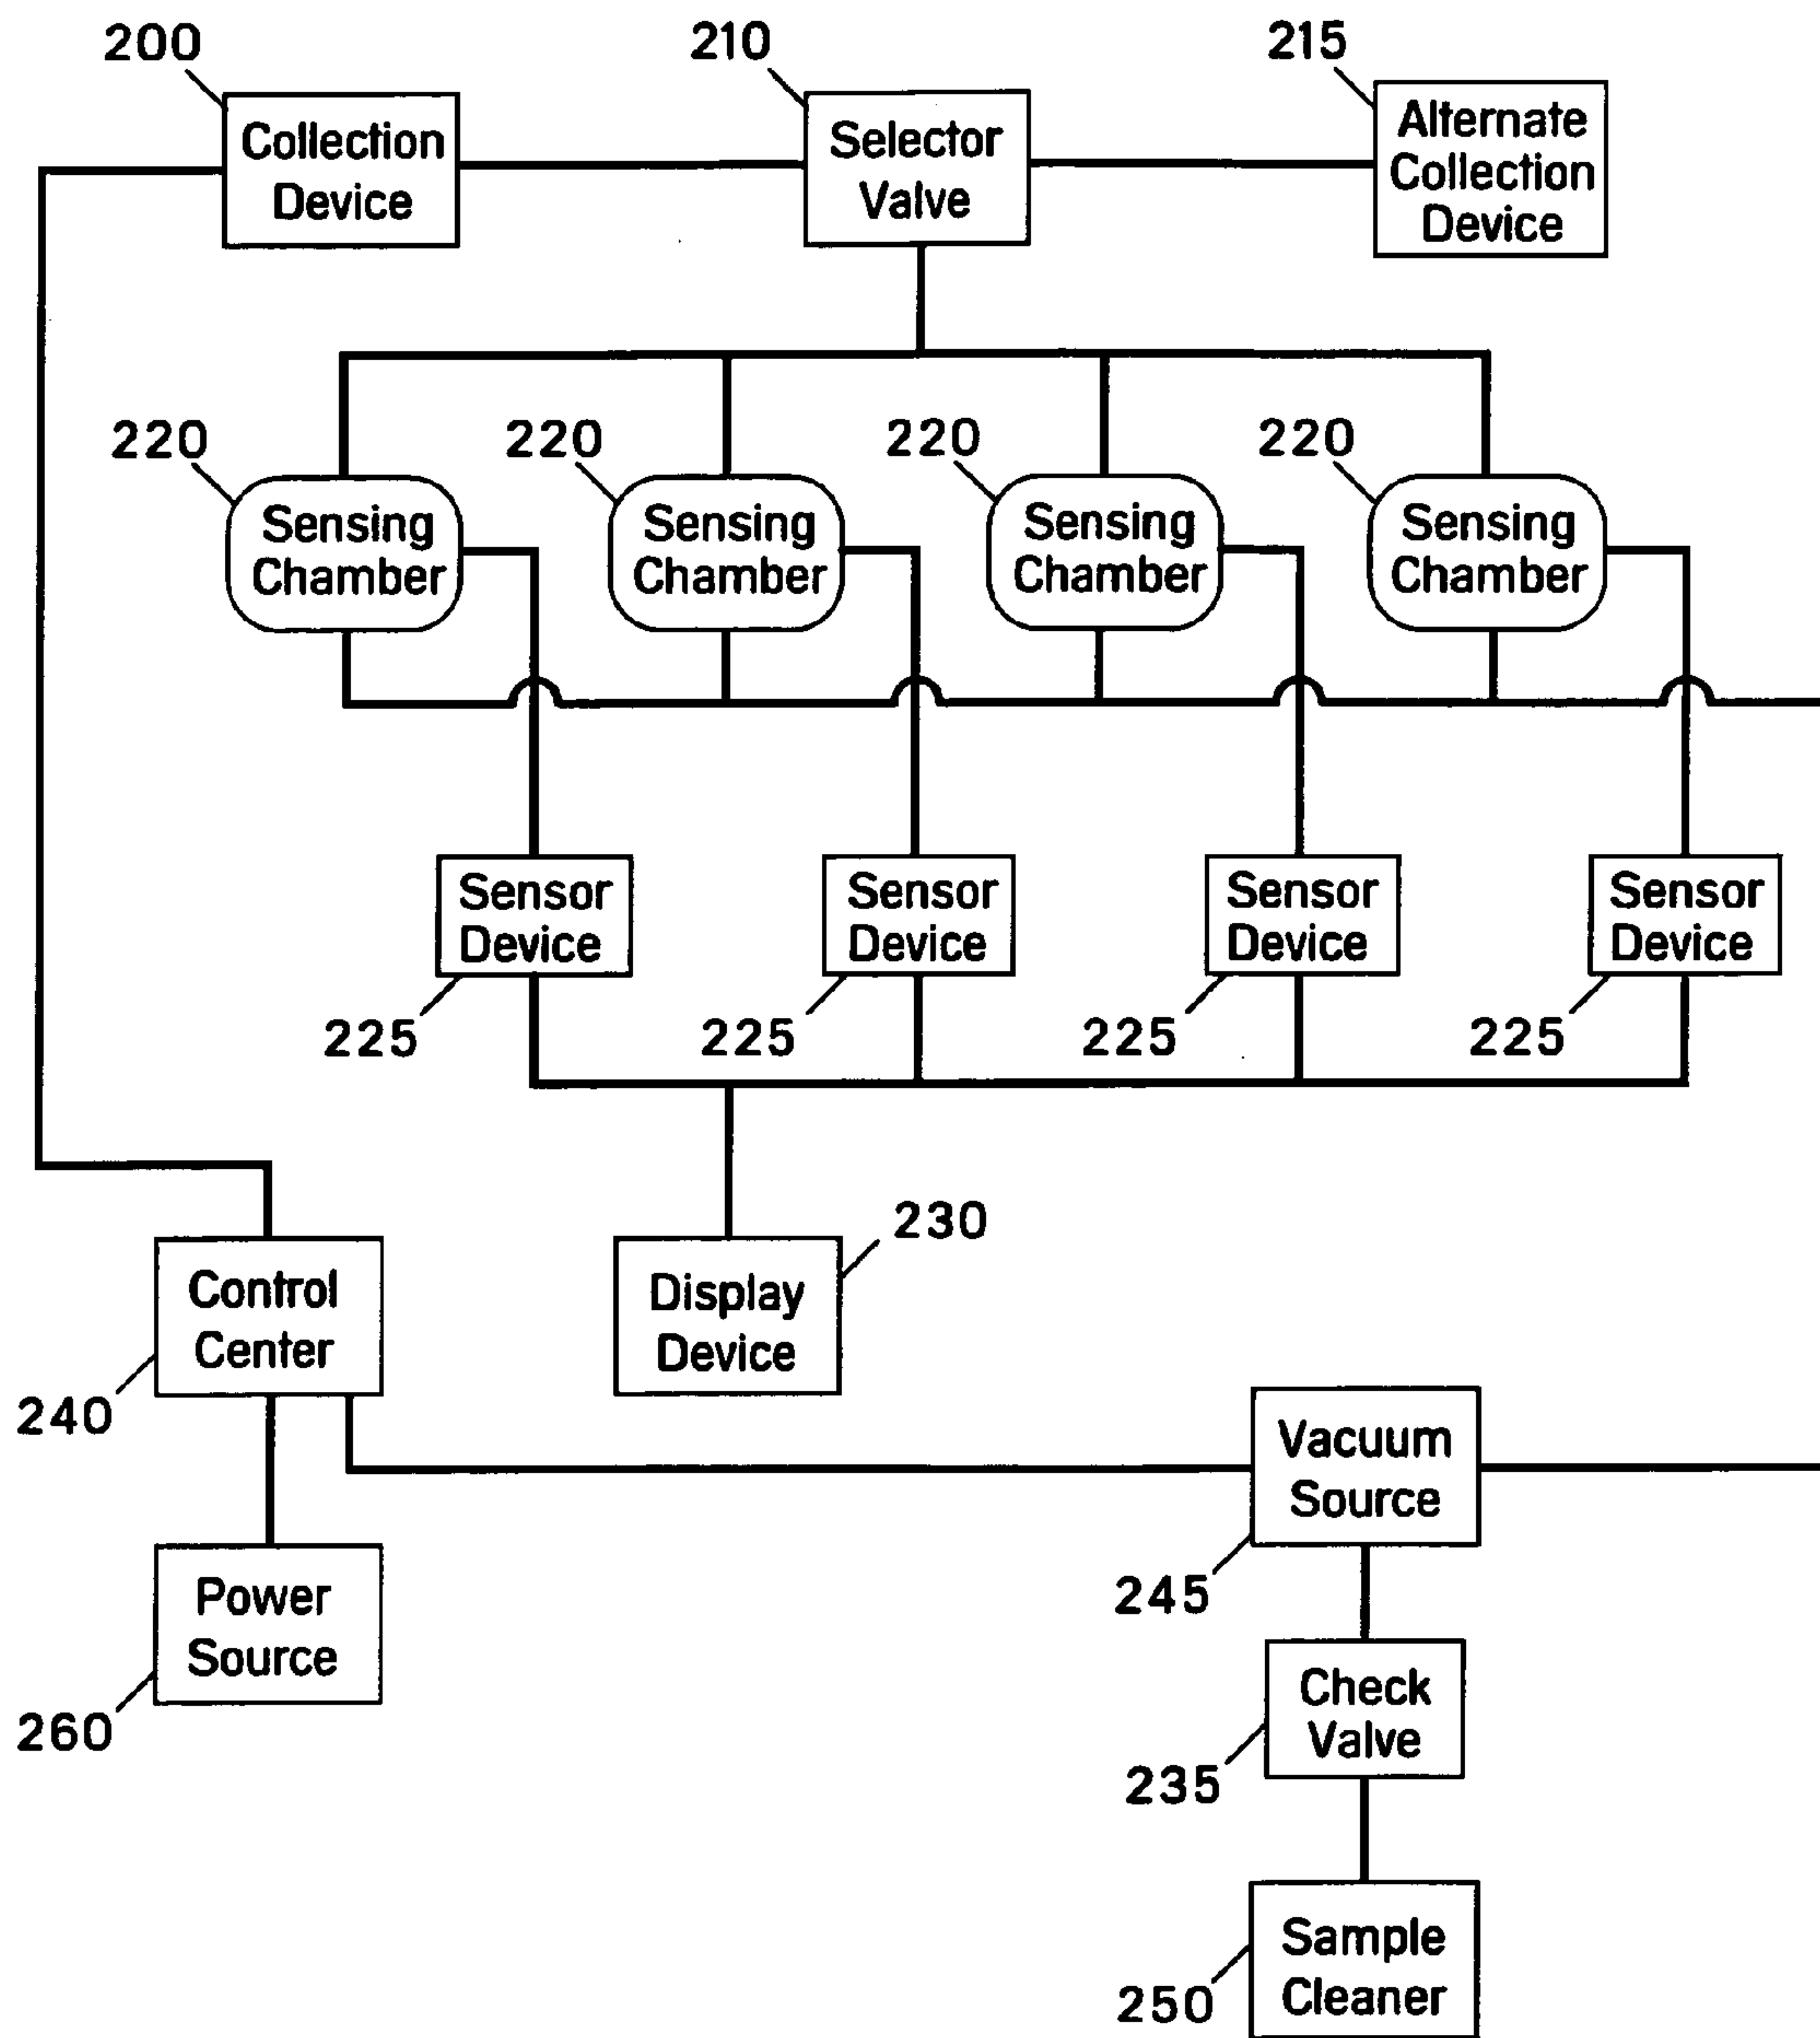 200
210
215
Collection
Device
Selector
Valve
Alternate
Collection
Device
220
220
220
220
Sensing
Chamber
Sensing
Chamber
Sensing
Chamber
Sensing
Chamber
Sensor
Device
Sensor
Device
Sensor
Device
Sensor
Device
225
225
225
225
230
Control
Center
Display
Device
240
Vacuum
Source
245
Power
Source
260
Check
Valve
235
Sample
Cleaner
250